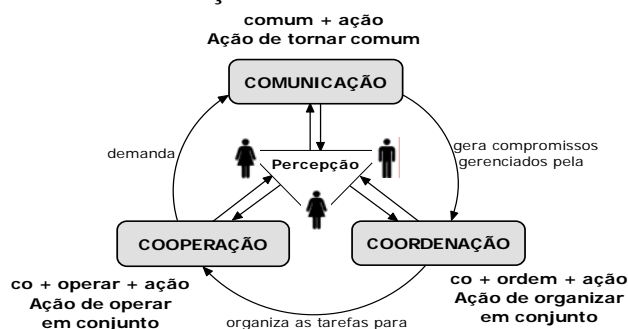 comum + ação
Ação de tornar comum
COMUNICAÇÃO
demanda
Percepção
gera compromissos
gerenciados pela
COOPERAÇÃO
COORDENAÇÃO
co + operar + ação
Ação de operar
em conjunto
co + ordem + ação
Ação de organizar
em conjunto
organiza as tarefas para